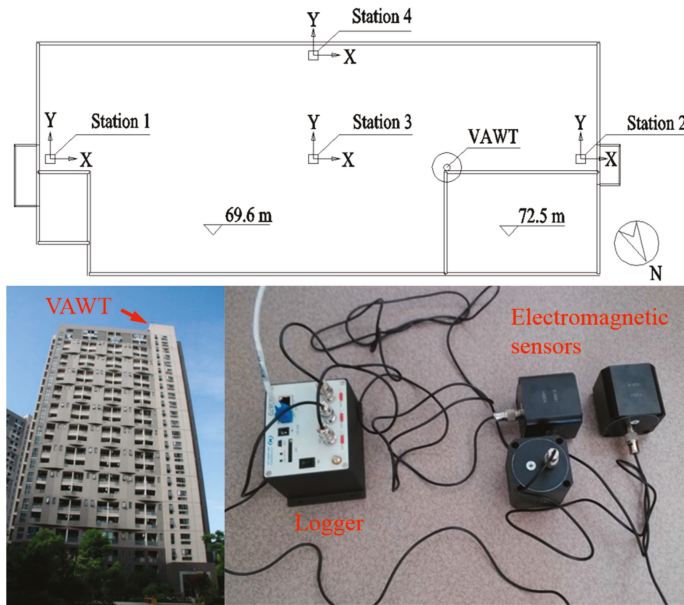 Station 4
Y
X
Station 1
Y
X
Station 3
Y
X
VAWT
Station 2
Y
X
69.6 m
72.5 m
N
VAWT
Electromagnetic
sensors
Logger